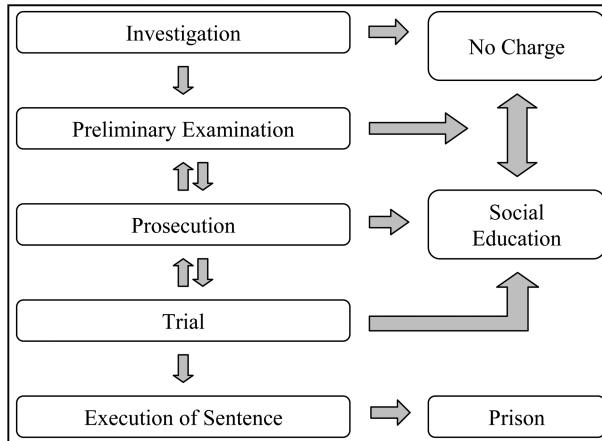 Investigation
No Charge
Preliminary Examination
Prosecution
Social
Education
Trial
Execution of Sentence
Prison